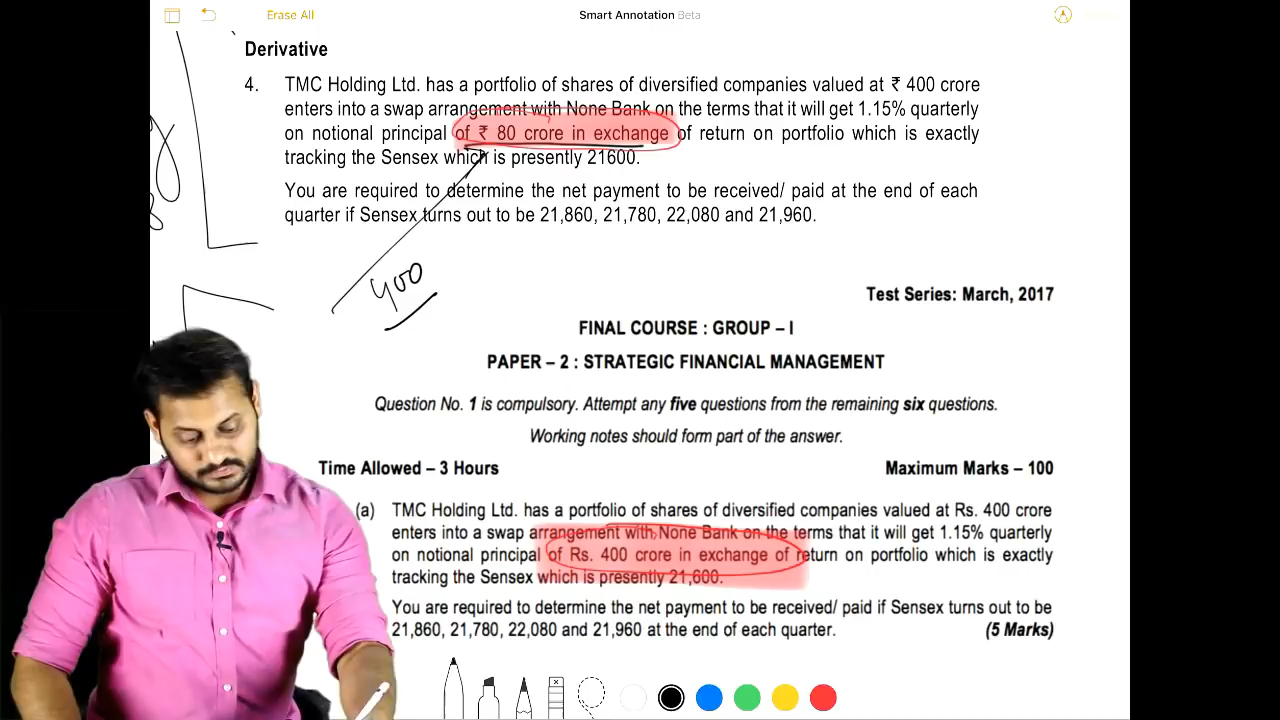 Erase All
Smart Annotation Beta
Derivative
4. TMC Holding Ltd. has a portfolio of shares of diversified companies valued at ₹ 400 crore
enters into a swap arrangement with None Bank on the terms that it will get 1.15% quarterly
on notional principal of ₹ 80 crore in exchange of return on portfolio which is exactly
tracking the Sensex which is presently 21600.
You are required to determine the net payment to be received/ paid at the end of each
quarter if Sensex turns out to be 21,860, 21,780, 22,080 and 21,960.
400
Test Series: March, 2017
FINAL COURSE : GROUP – I
PAPER – 2 : STRATEGIC FINANCIAL MANAGEMENT
Question No. 1 is compulsory. Attempt any five questions from the remaining six questions.
Working notes should form part of the answer.
Time Allowed – 3 Hours Maximum Marks – 100
(a) TMC Holding Ltd. has a portfolio of shares of diversified companies valued at Rs. 400 crore
enters into a swap arrangement with None Bank on the terms that it will get 1.15% quarterly
on notional principal of Rs. 400 crore in exchange of return on portfolio which is exactly
tracking the Sensex which is presently 21,600.
You are required to determine the net payment to be received/ paid if Sensex turns out to be
21,860, 21,780, 22,080 and 21,960 at the end of each quarter. (5 Marks)